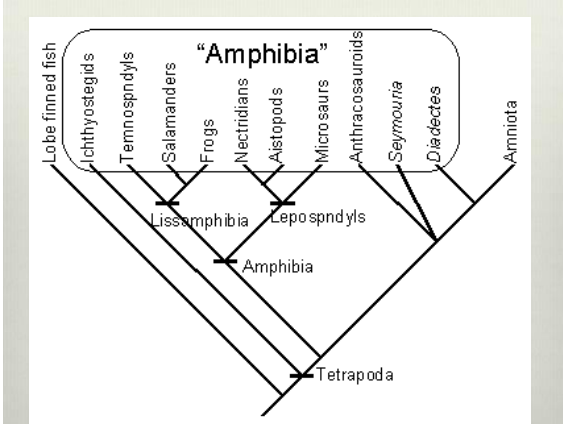 “Amphibia”
Lobe finned fish
Ichthyostegids
Temnospndyls
Salamanders
Frogs
Nectridians
Aistopods
Microsaurs
Anthracosauroids
Seymouria
Diadectes
Amniota
Lissamphibia
Lepospndyls
Amphibia
Tetrapoda